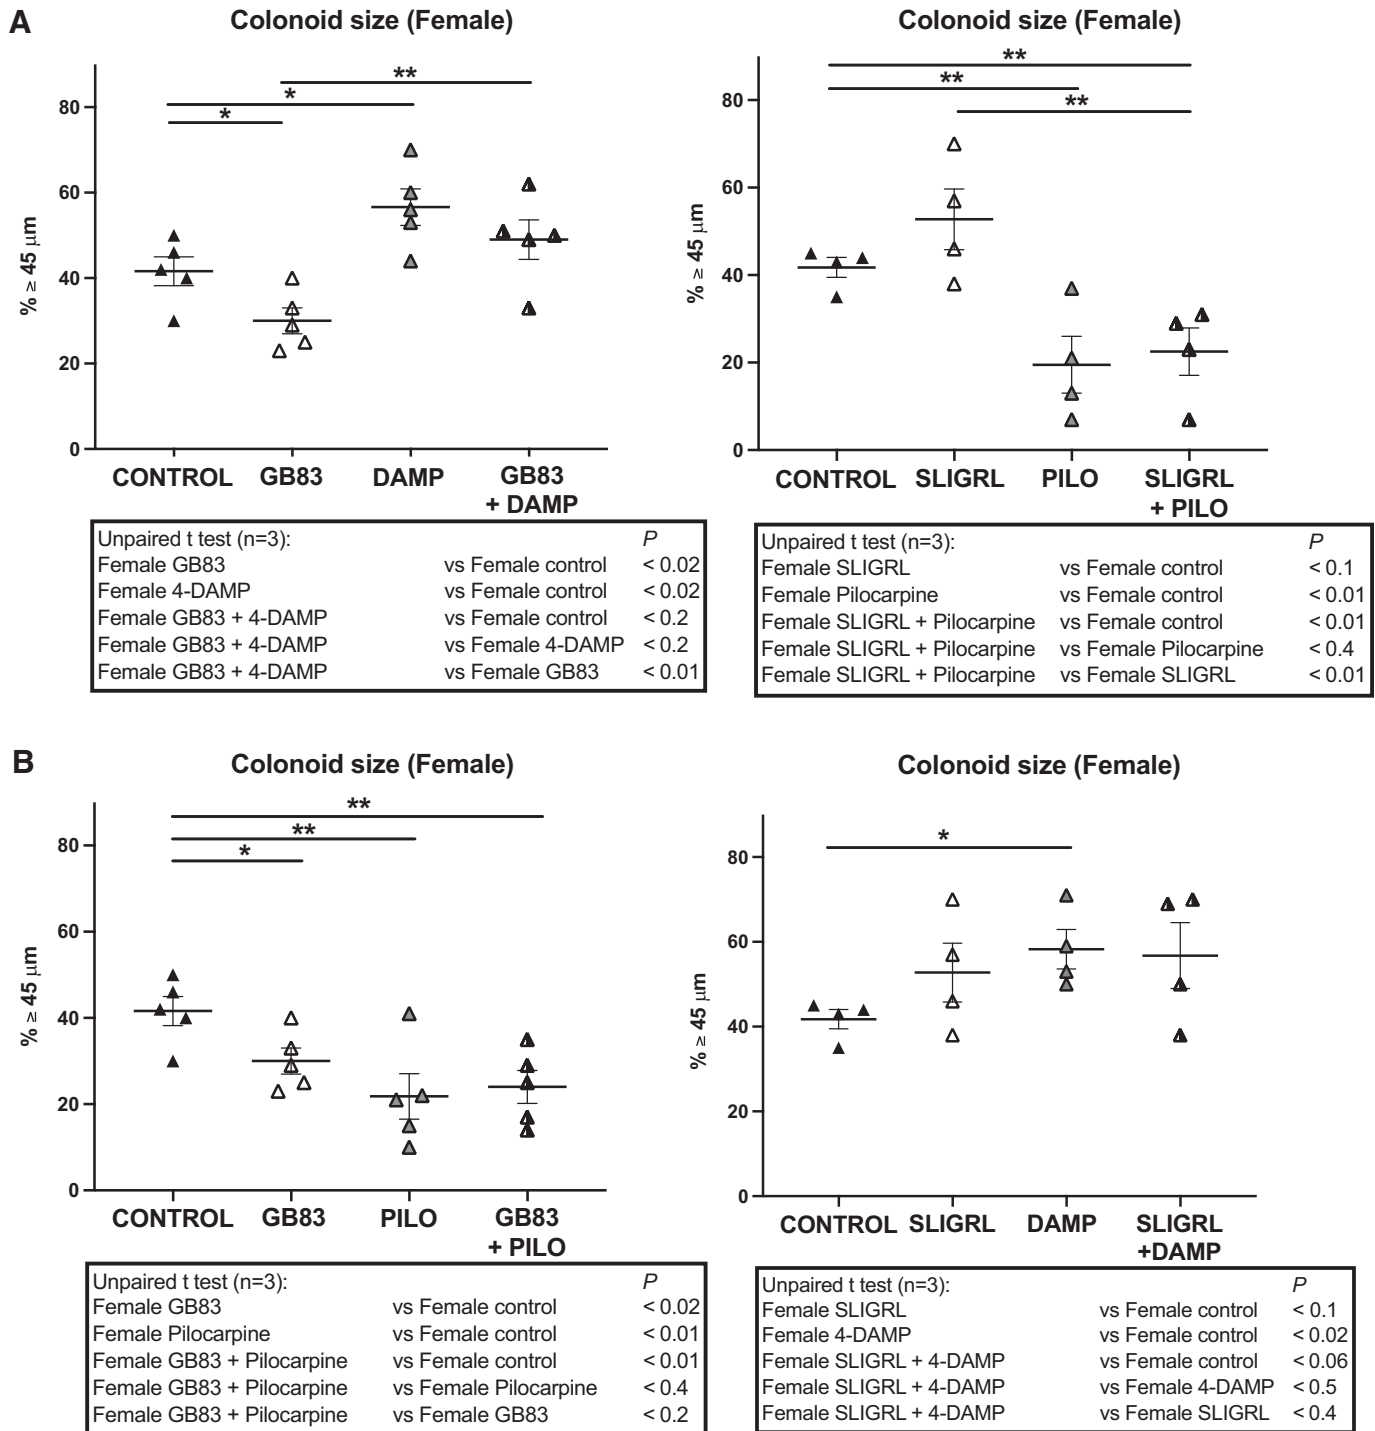 A
Colonoid size (Female)
% ≥ 45 μm
80
60
40
20
0
*
*
**
CONTROL GB83 DAMP GB83
+ DAMP
Unpaired t test (n=3): P
Female GB83 vs Female control < 0.02
Female 4-DAMP vs Female control < 0.02
Female GB83 + 4-DAMP vs Female control < 0.2
Female GB83 + 4-DAMP vs Female 4-DAMP < 0.2
Female GB83 + 4-DAMP vs Female GB83 < 0.01
Colonoid size (Female)
% ≥ 45 μm
80
60
40
20
0
**
**
**
CONTROL SLIGRL PILO SLIGRL
+ PILO
Unpaired t test (n=3): P
Female SLIGRL vs Female control < 0.1
Female Pilocarpine vs Female control < 0.01
Female SLIGRL + Pilocarpine vs Female control < 0.01
Female SLIGRL + Pilocarpine vs Female Pilocarpine < 0.4
Female SLIGRL + Pilocarpine vs Female SLIGRL < 0.01
B
Colonoid size (Female)
% ≥ 45 μm
80
60
40
20
0
**
**
*
CONTROL GB83 PILO GB83
+ PILO
Unpaired t test (n=3): P
Female GB83 vs Female control < 0.02
Female Pilocarpine vs Female control < 0.01
Female GB83 + Pilocarpine vs Female control < 0.01
Female GB83 + Pilocarpine vs Female Pilocarpine < 0.4
Female GB83 + Pilocarpine vs Female GB83 < 0.2
Colonoid size (Female)
% ≥ 45 μm
80
60
40
20
0
*
CONTROL SLIGRL DAMP SLIGRL
+DAMP
Unpaired t test (n=3): P
Female SLIGRL vs Female control < 0.1
Female 4-DAMP vs Female control < 0.02
Female SLIGRL + 4-DAMP vs Female control < 0.06
Female SLIGRL + 4-DAMP vs Female 4-DAMP < 0.5
Female SLIGRL + 4-DAMP vs Female SLIGRL < 0.4